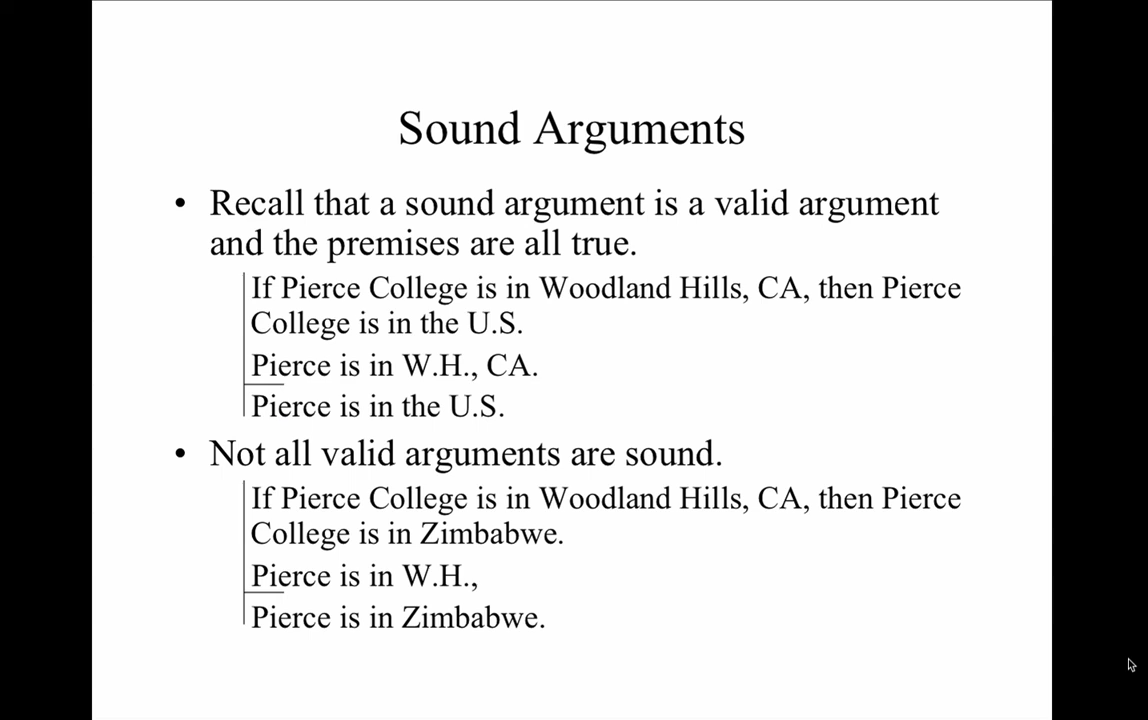 Sound Arguments
• Recall that a sound argument is a valid argument
and the premises are all true.
If Pierce College is in Woodland Hills, CA, then Pierce
College is in the U.S.
Pierce is in W.H., CA.
Pierce is in the U.S.
• Not all valid arguments are sound.
If Pierce College is in Woodland Hills, CA, then Pierce
College is in Zimbabwe.
Pierce is in W.H.,
Pierce is in Zimbabwe.